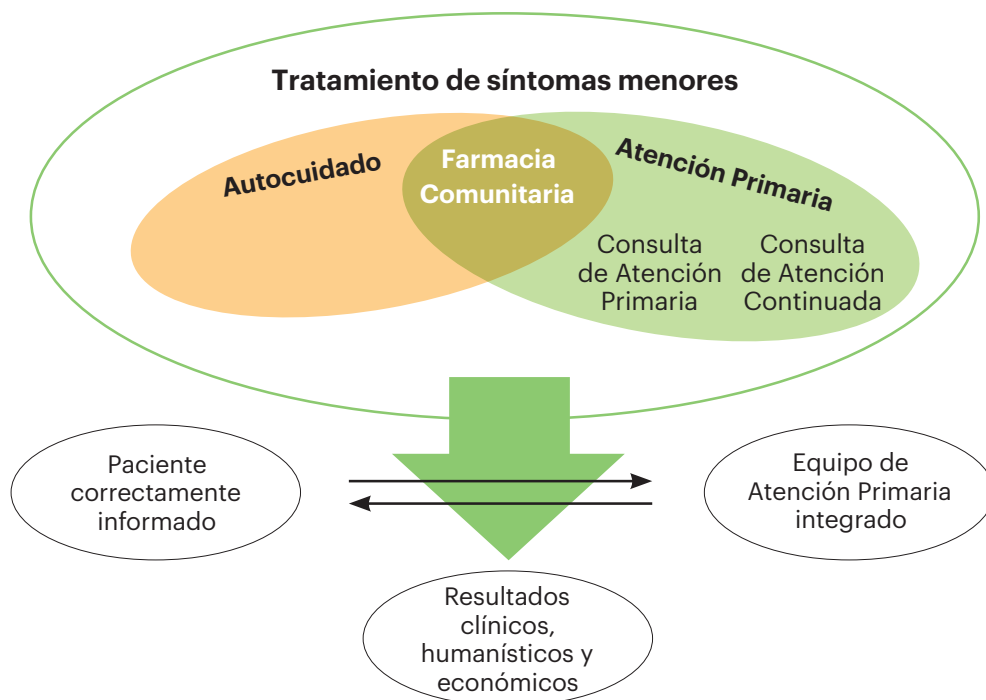 Tratamiento de síntomas menores
Autocuidado
Farmacia
Comunitaria
Atención Primaria
Consulta
de Atención
Primaria
Consulta
de Atención
Continuada
Paciente
correctamente
informado
Equipo de
Atención Primaria
integrado
Resultados
clínicos,
humanísticos y
económicos